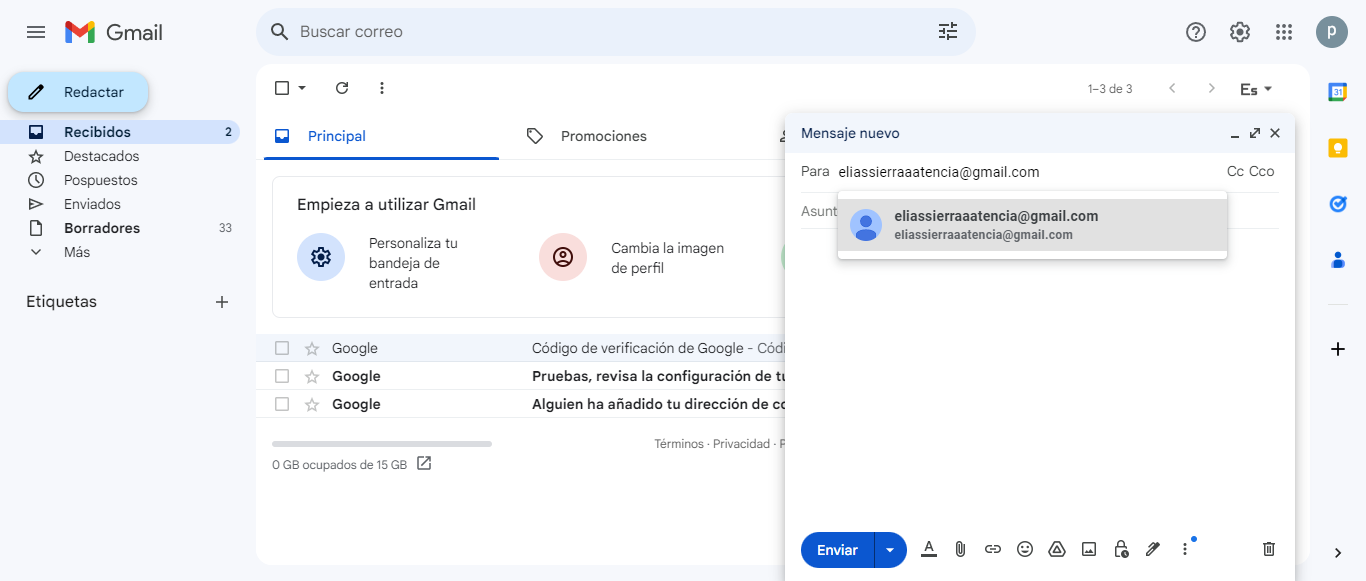 Gmail
Buscar correo
P
Redactar
Recibidos 2
Destacados
Pospuestos
Enviados
Borradores 33
Más
Etiquetas
1–3 de 3
Es
Principal
Promociones
Empieza a utilizar Gmail
Personaliza tu
bandeja de
entrada
Cambia la imagen
de perfil
Google Código de verificación de Google - Códi
Google Pruebas, revisa la configuración de tu
Google Alguien ha añadido tu dirección de co
Términos · Privacidad · P
0 GB ocupados de 15 GB
Mensaje nuevo
Para eliassierraaatencia@gmail.com Cc Cco
Asunt
eliassierraaatencia@gmail.com
eliassierraaatencia@gmail.com
Enviar
31